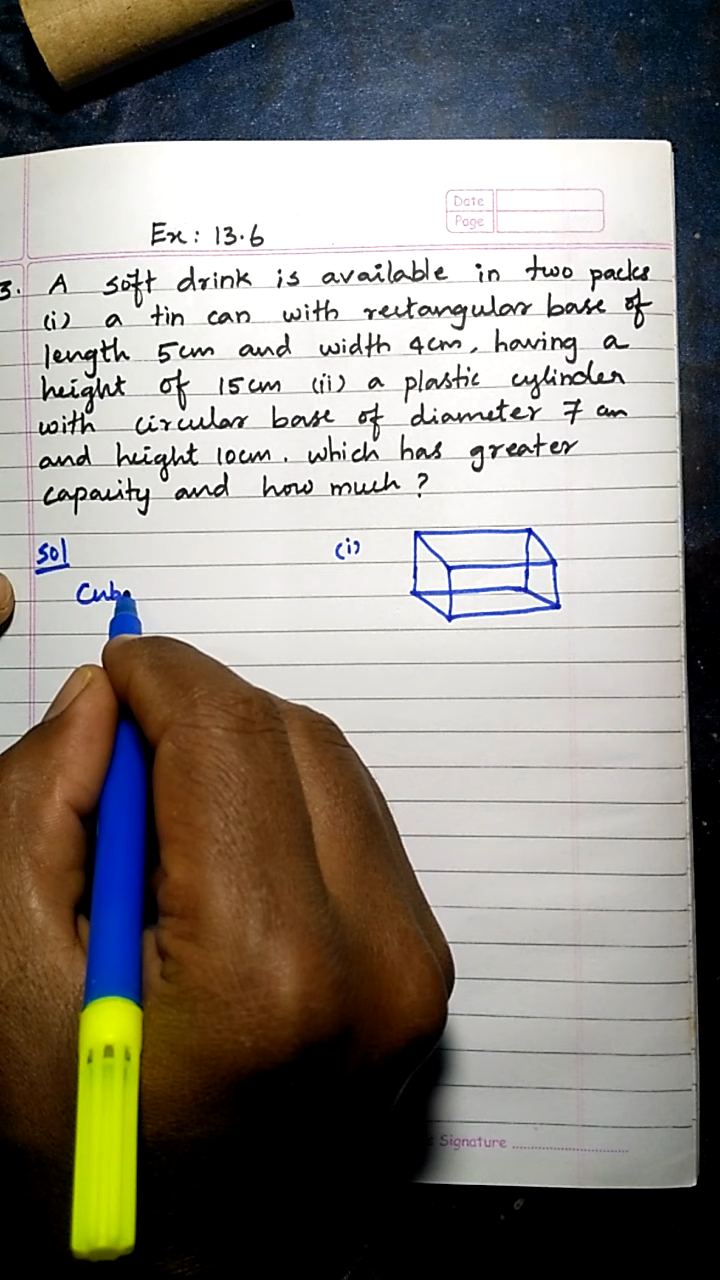 Date
Page
Ex: 13.6
3. A soft drink is available in two packs
(i) a tin can with rectangular base of
length 5cm and width 4cm, having a
height of 15cm (ii) a plastic cylinder
with circular base of diameter 7 cm
and height 10cm. which has greater
capacity and how much?
Sol (i)
Cub
Signature